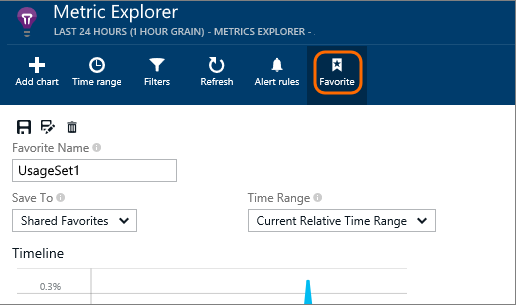 Metric Explorer
LAST 24 HOURS (1 HOUR GRAIN) - METRICS EXPLORER -
Add chart Time range Filters Refresh Alert rules Favorite
Favorite Name
UsageSet1
Save To Time Range
Shared Favorites Current Relative Time Range
Timeline
0.3%